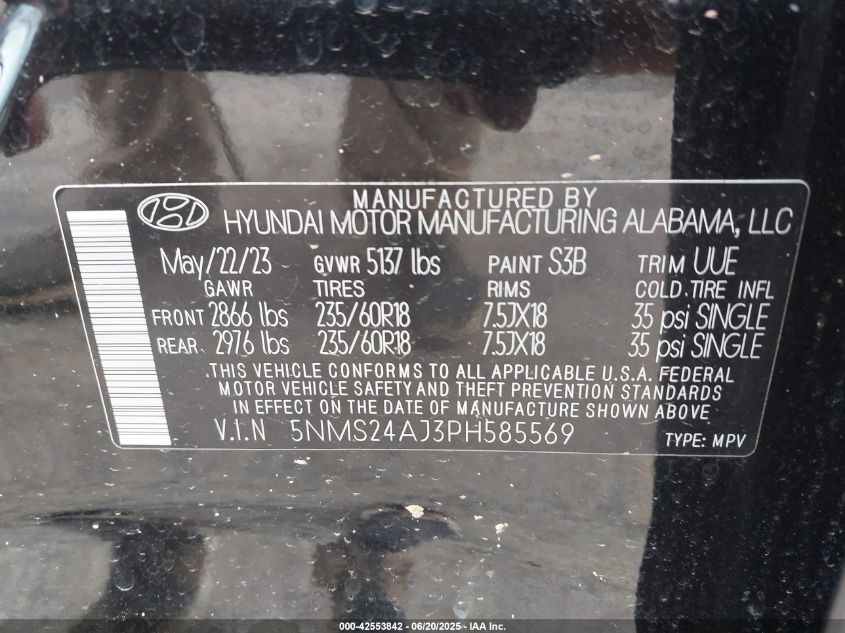 MANUFACTURED BY
HYUNDAI MOTOR MANUFACTURING ALABAMA, LLC
May/22/23 GVWR 5137 lbs PAINT S3B TRIM UUE
GAWR TIRES RIMS COLD TIRE INFL
FRONT 2866 lbs 235/60R18 7.5JX18 35 psi SINGLE
REAR 2976 lbs 235/60R18 7.5JX18 35 psi SINGLE
THIS VEHICLE CONFORMS TO ALL APPLICABLE U.S.A. FEDERAL
MOTOR VEHICLE SAFETY AND THEFT PREVENTION STANDARDS
IN EFFECT ON THE DATE OF MANUFACTURE SHOWN ABOVE
V.I.N 5NMS24AJ3PH585569 TYPE: MPV
000-42553842 - 06/20/2025 - IAA Inc.